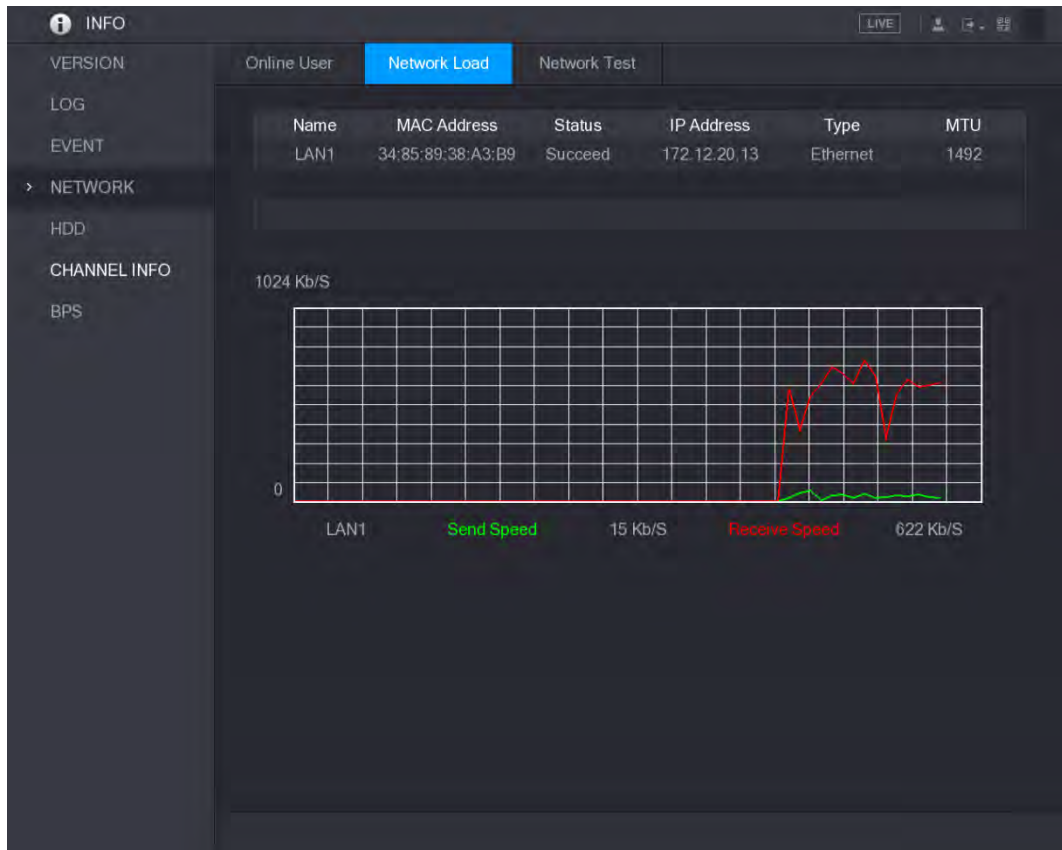 INFO LIVE
VERSION
LOG
EVENT
NETWORK
HDD
CHANNEL INFO
BPS
Online User Network Load Network Test
Name MAC Address Status IP Address Type MTU
LAN1 34:85:89:38:A3:B9 Succeed 172.12.20.13 Ethernet 1492
1024 Kb/S
0
LAN1 Send Speed 15 Kb/S Receive Speed 622 Kb/S